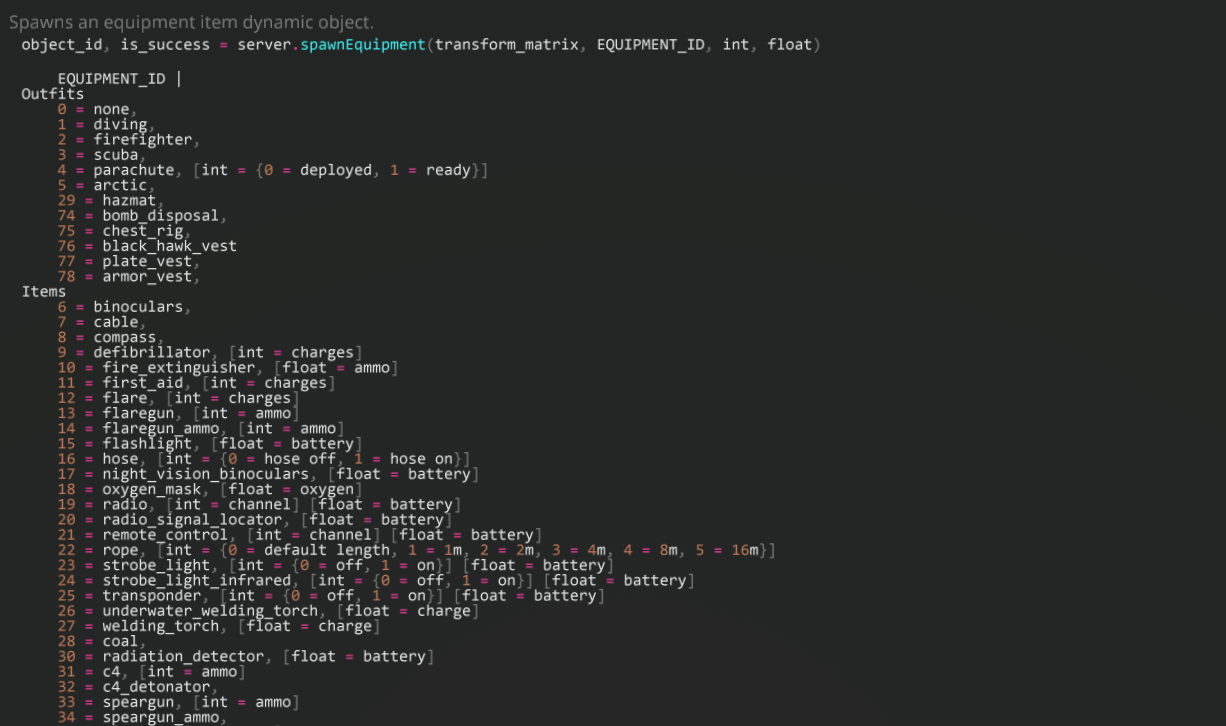 Spawns an equipment item dynamic object.
object_id, is_success = server.spawnEquipment(transform_matrix, EQUIPMENT_ID, int, float)
EQUIPMENT_ID |
Outfits
0 = none,
1 = diving,
2 = firefighter,
3 = scuba,
4 = parachute, [int = {0 = deployed, 1 = ready}]
5 = arctic,
29 = hazmat,
74 = bomb_disposal,
75 = chest_rig,
76 = black_hawk_vest
77 = plate_vest,
78 = armor_vest,
Items
6 = binoculars,
7 = cable,
8 = compass,
9 = defibrillator, [int = charges]
10 = fire_extinguisher, [float = ammo]
11 = first_aid, [int = charges]
12 = flare, [int = charges]
13 = flaregun, [int = ammo]
14 = flaregun_ammo, [int = ammo]
15 = flashlight, [float = battery]
16 = hose, [int = {0 = hose off, 1 = hose on}]
17 = night_vision_binoculars, [float = battery]
18 = oxygen_mask, [float = oxygen]
19 = radio, [int = channel] [float = battery]
20 = radio_signal_locator, [float = battery]
21 = remote_control, [int = channel] [float = battery]
22 = rope, [int = {0 = default length, 1 = 1m, 2 = 2m, 3 = 4m, 4 = 8m, 5 = 16m}]
23 = strobe_light, [int = {0 = off, 1 = on}] [float = battery]
24 = strobe_light_infrared, [int = {0 = off, 1 = on}] [float = battery]
25 = transponder, [int = {0 = off, 1 = on}] [float = battery]
26 = underwater_welding_torch, [float = charge]
27 = welding_torch, [float = charge]
28 = coal,
30 = radiation_detector, [float = battery]
31 = c4, [int = ammo]
32 = c4_detonator,
33 = speargun, [int = ammo]
34 = speargun_ammo,